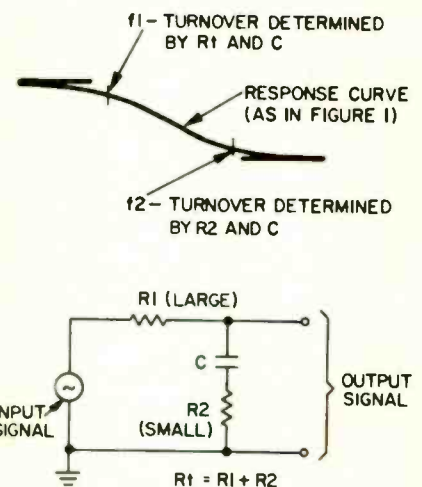 f1 – TURNOVER DETERMINED
BY Rt AND C
RESPONSE CURVE
(AS IN FIGURE 1)
f2 – TURNOVER DETERMINED
BY R2 AND C
R1 (LARGE)
C
R2
(SMALL)
INPUT
SIGNAL
OUTPUT
SIGNAL
Rt = R1 + R2